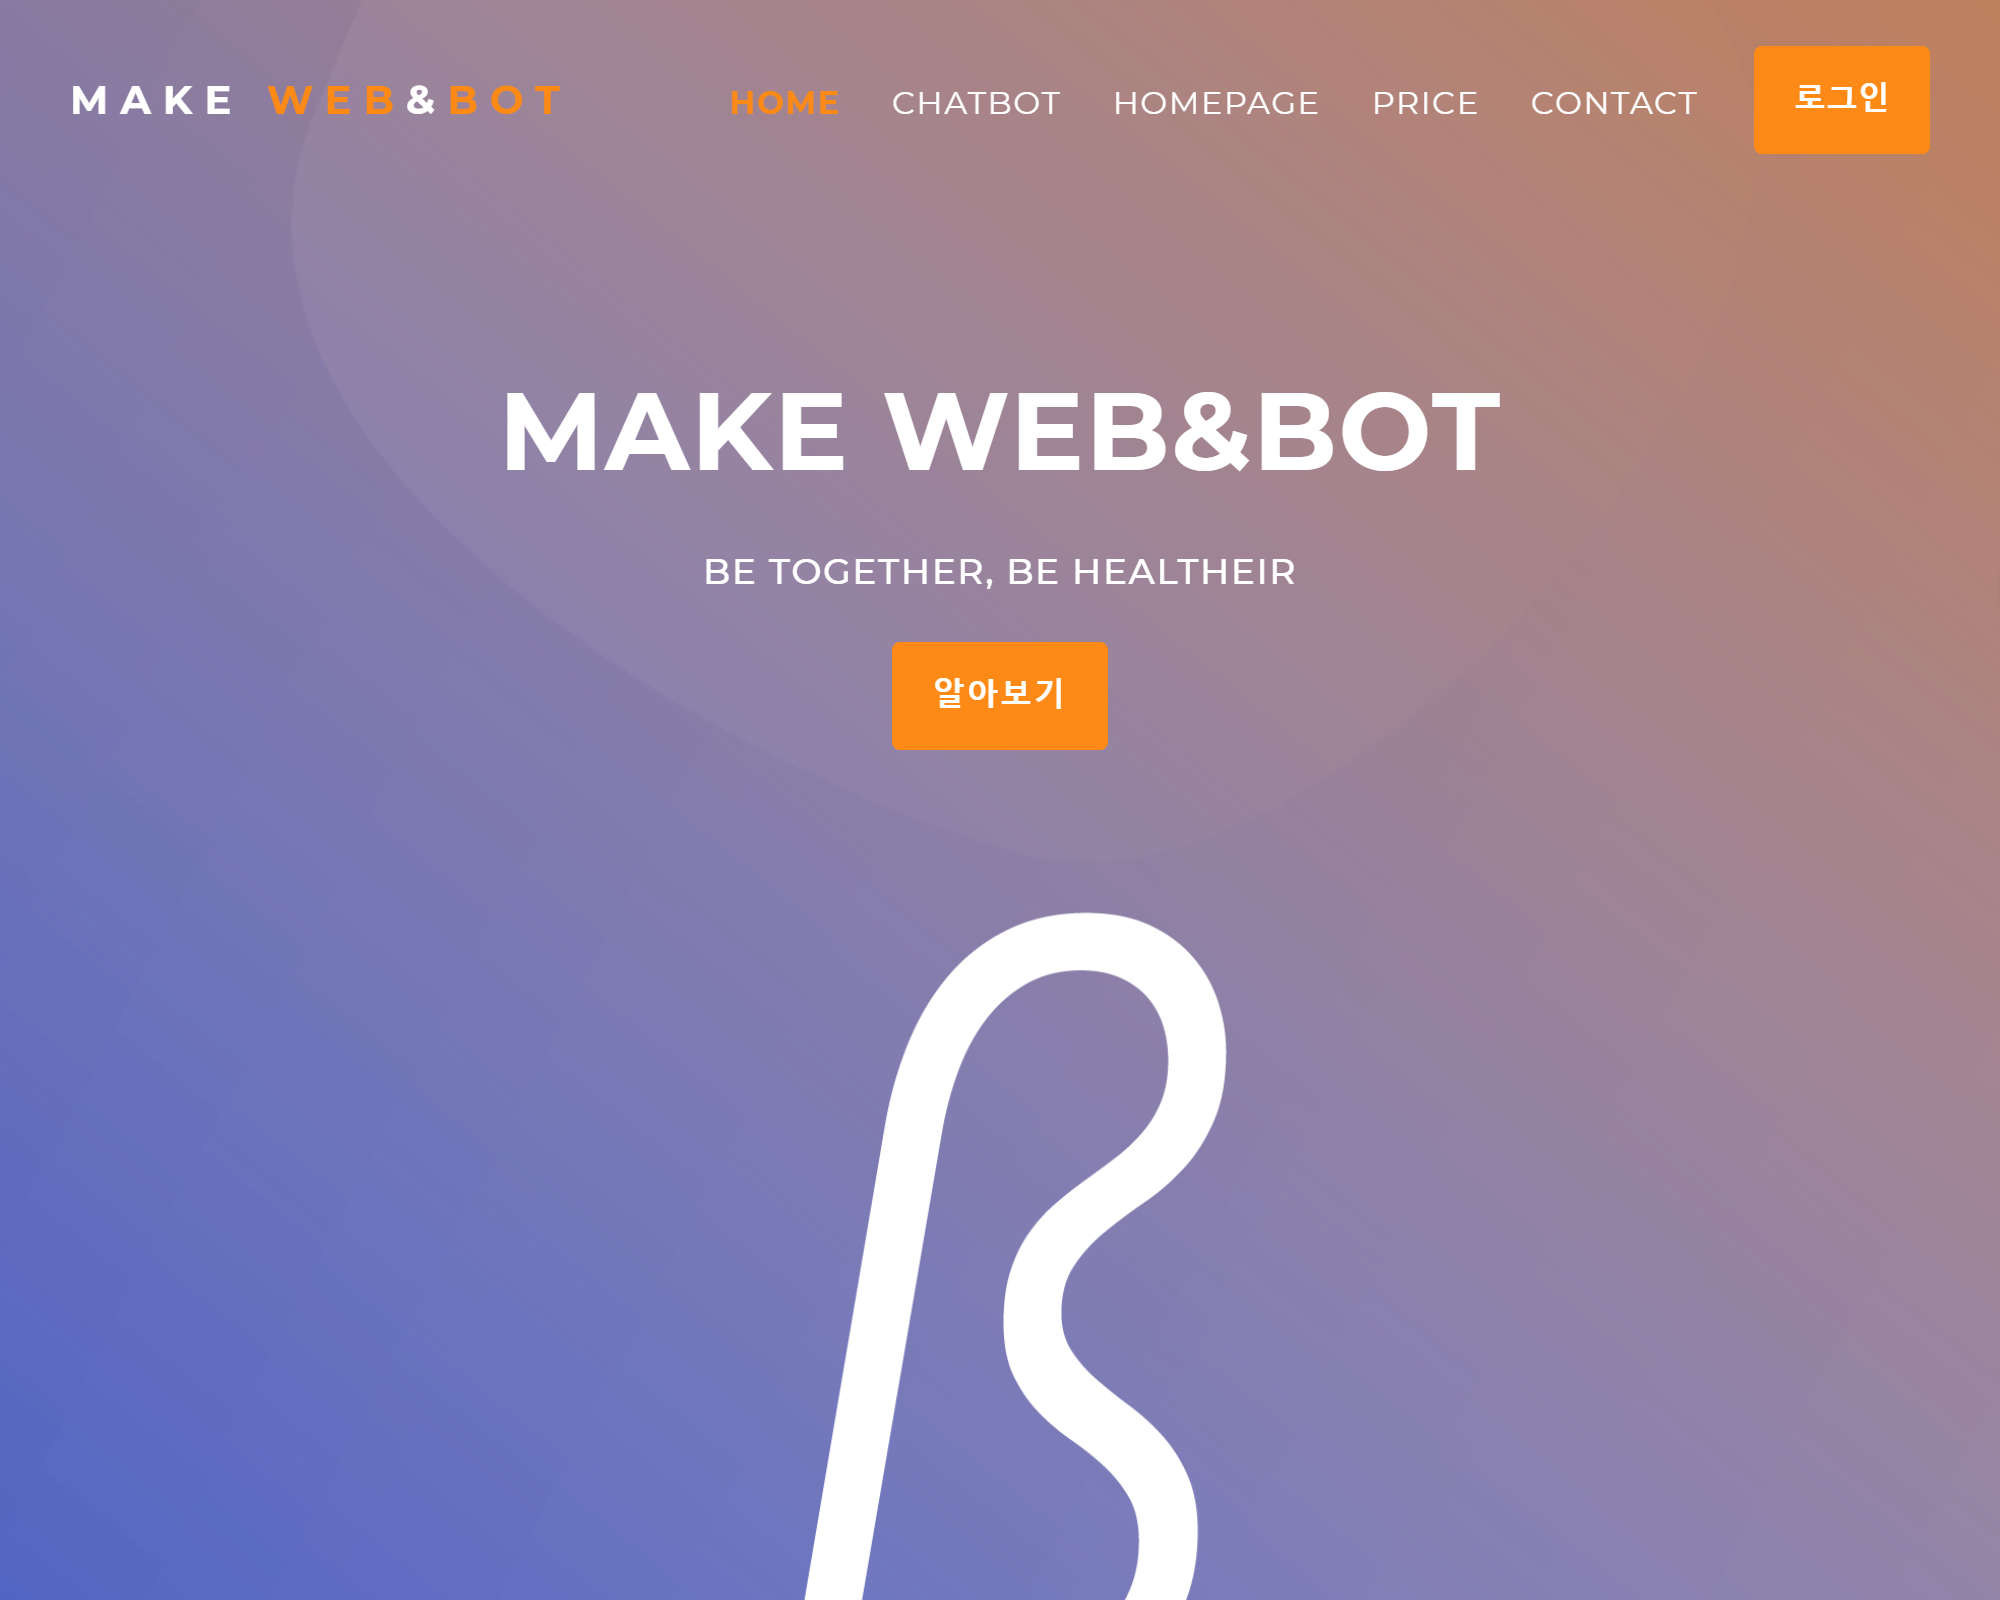 MAKE WEB&BOT
HOME CHATBOT HOMEPAGE PRICE CONTACT 로그인
MAKE WEB&BOT
BE TOGETHER, BE HEALTHEIR
알아보기